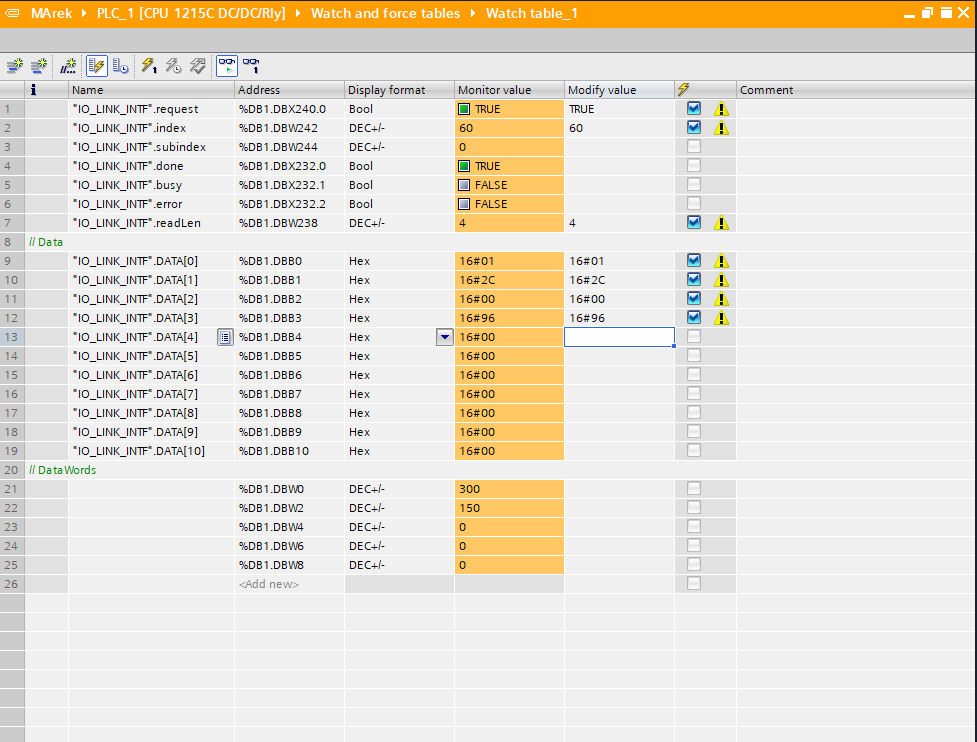 MArek ▸ PLC_1 [CPU 1215C DC/DC/Rly] ▸ Watch and force tables ▸ Watch table_1
i Name Address Display format Monitor value Modify value Comment
1 "IO_LINK_INTF".request %DB1.DBX240.0 Bool TRUE TRUE
2 "IO_LINK_INTF".index %DB1.DBW242 DEC+/- 60 60
3 "IO_LINK_INTF".subindex %DB1.DBW244 DEC+/- 0
4 "IO_LINK_INTF".done %DB1.DBX232.0 Bool TRUE
5 "IO_LINK_INTF".busy %DB1.DBX232.1 Bool FALSE
6 "IO_LINK_INTF".error %DB1.DBX232.2 Bool FALSE
7 "IO_LINK_INTF".readLen %DB1.DBW238 DEC+/- 4 4
8 // Data
9 "IO_LINK_INTF".DATA[0] %DB1.DBB0 Hex 16#01 16#01
10 "IO_LINK_INTF".DATA[1] %DB1.DBB1 Hex 16#2C 16#2C
11 "IO_LINK_INTF".DATA[2] %DB1.DBB2 Hex 16#00 16#00
12 "IO_LINK_INTF".DATA[3] %DB1.DBB3 Hex 16#96 16#96
13 "IO_LINK_INTF".DATA[4] %DB1.DBB4 Hex 16#00
14 "IO_LINK_INTF".DATA[5] %DB1.DBB5 Hex 16#00
15 "IO_LINK_INTF".DATA[6] %DB1.DBB6 Hex 16#00
16 "IO_LINK_INTF".DATA[7] %DB1.DBB7 Hex 16#00
17 "IO_LINK_INTF".DATA[8] %DB1.DBB8 Hex 16#00
18 "IO_LINK_INTF".DATA[9] %DB1.DBB9 Hex 16#00
19 "IO_LINK_INTF".DATA[10] %DB1.DBB10 Hex 16#00
20 // DataWords
21 %DB1.DBW0 DEC+/- 300
22 %DB1.DBW2 DEC+/- 150
23 %DB1.DBW4 DEC+/- 0
24 %DB1.DBW6 DEC+/- 0
25 %DB1.DBW8 DEC+/- 0
26 <Add new>